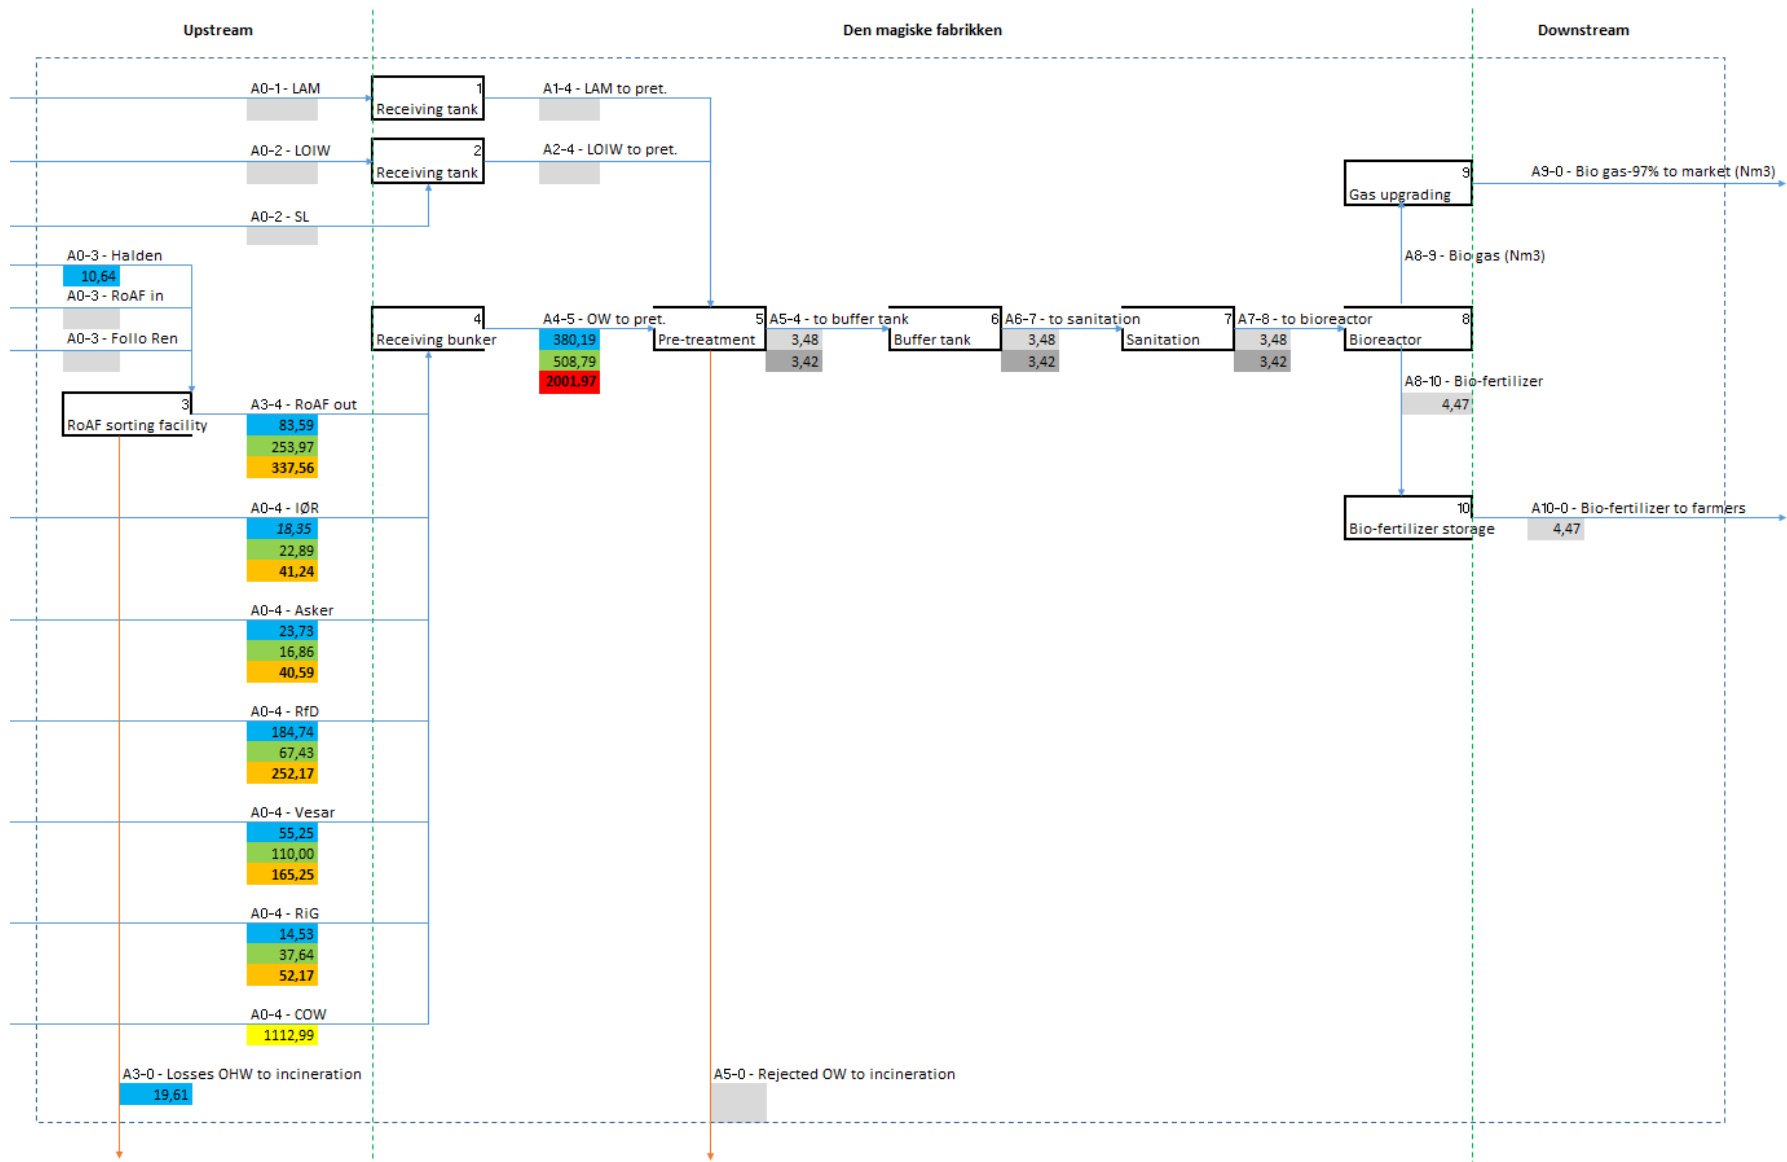 Upstream
Den magiske fabrikken
Downstream
A0-1 - LAM
1
Receiving tank
A1-4 - LAM to pret.
A0-2 - LOIW
2
Receiving tank
A2-4 - LOIW to pret.
A0-2 - SL
9
Gas upgrading
A9-0 - Bio gas-97% to market (Nm3)
A8-9 - Bio gas (Nm3)
A0-3 - Halden
10,64
A0-3 - RoAF in
A0-3 - Follo Ren
3
RoAF sorting facility
4
Receiving bunker
A4-5 - OW to pret.
380,19
508,79
2001,97
5
Pre-treatment
A5-4 - to buffer tank
3,48
3,42
6
Buffer tank
A6-7 - to sanitation
3,48
3,42
7
Sanitation
A7-8 - to bioreactor
3,48
3,42
8
Bioreactor
A8-10 - Bio-fertilizer
4,47
10
Bio-fertilizer storage
A10-0 - Bio-fertilizer to farmers
4,47
A3-4 - RoAF out
83,59
253,97
337,56
A0-4 - IØR
18,35
22,89
41,24
A0-4 - Asker
23,73
16,86
40,59
A0-4 - RfD
184,74
67,43
252,17
A0-4 - Vesar
55,25
110,00
165,25
A0-4 - RiG
14,53
37,64
52,17
A0-4 - COW
1112,99
A3-0 - Losses OHW to incineration
19,61
A5-0 - Rejected OW to incineration